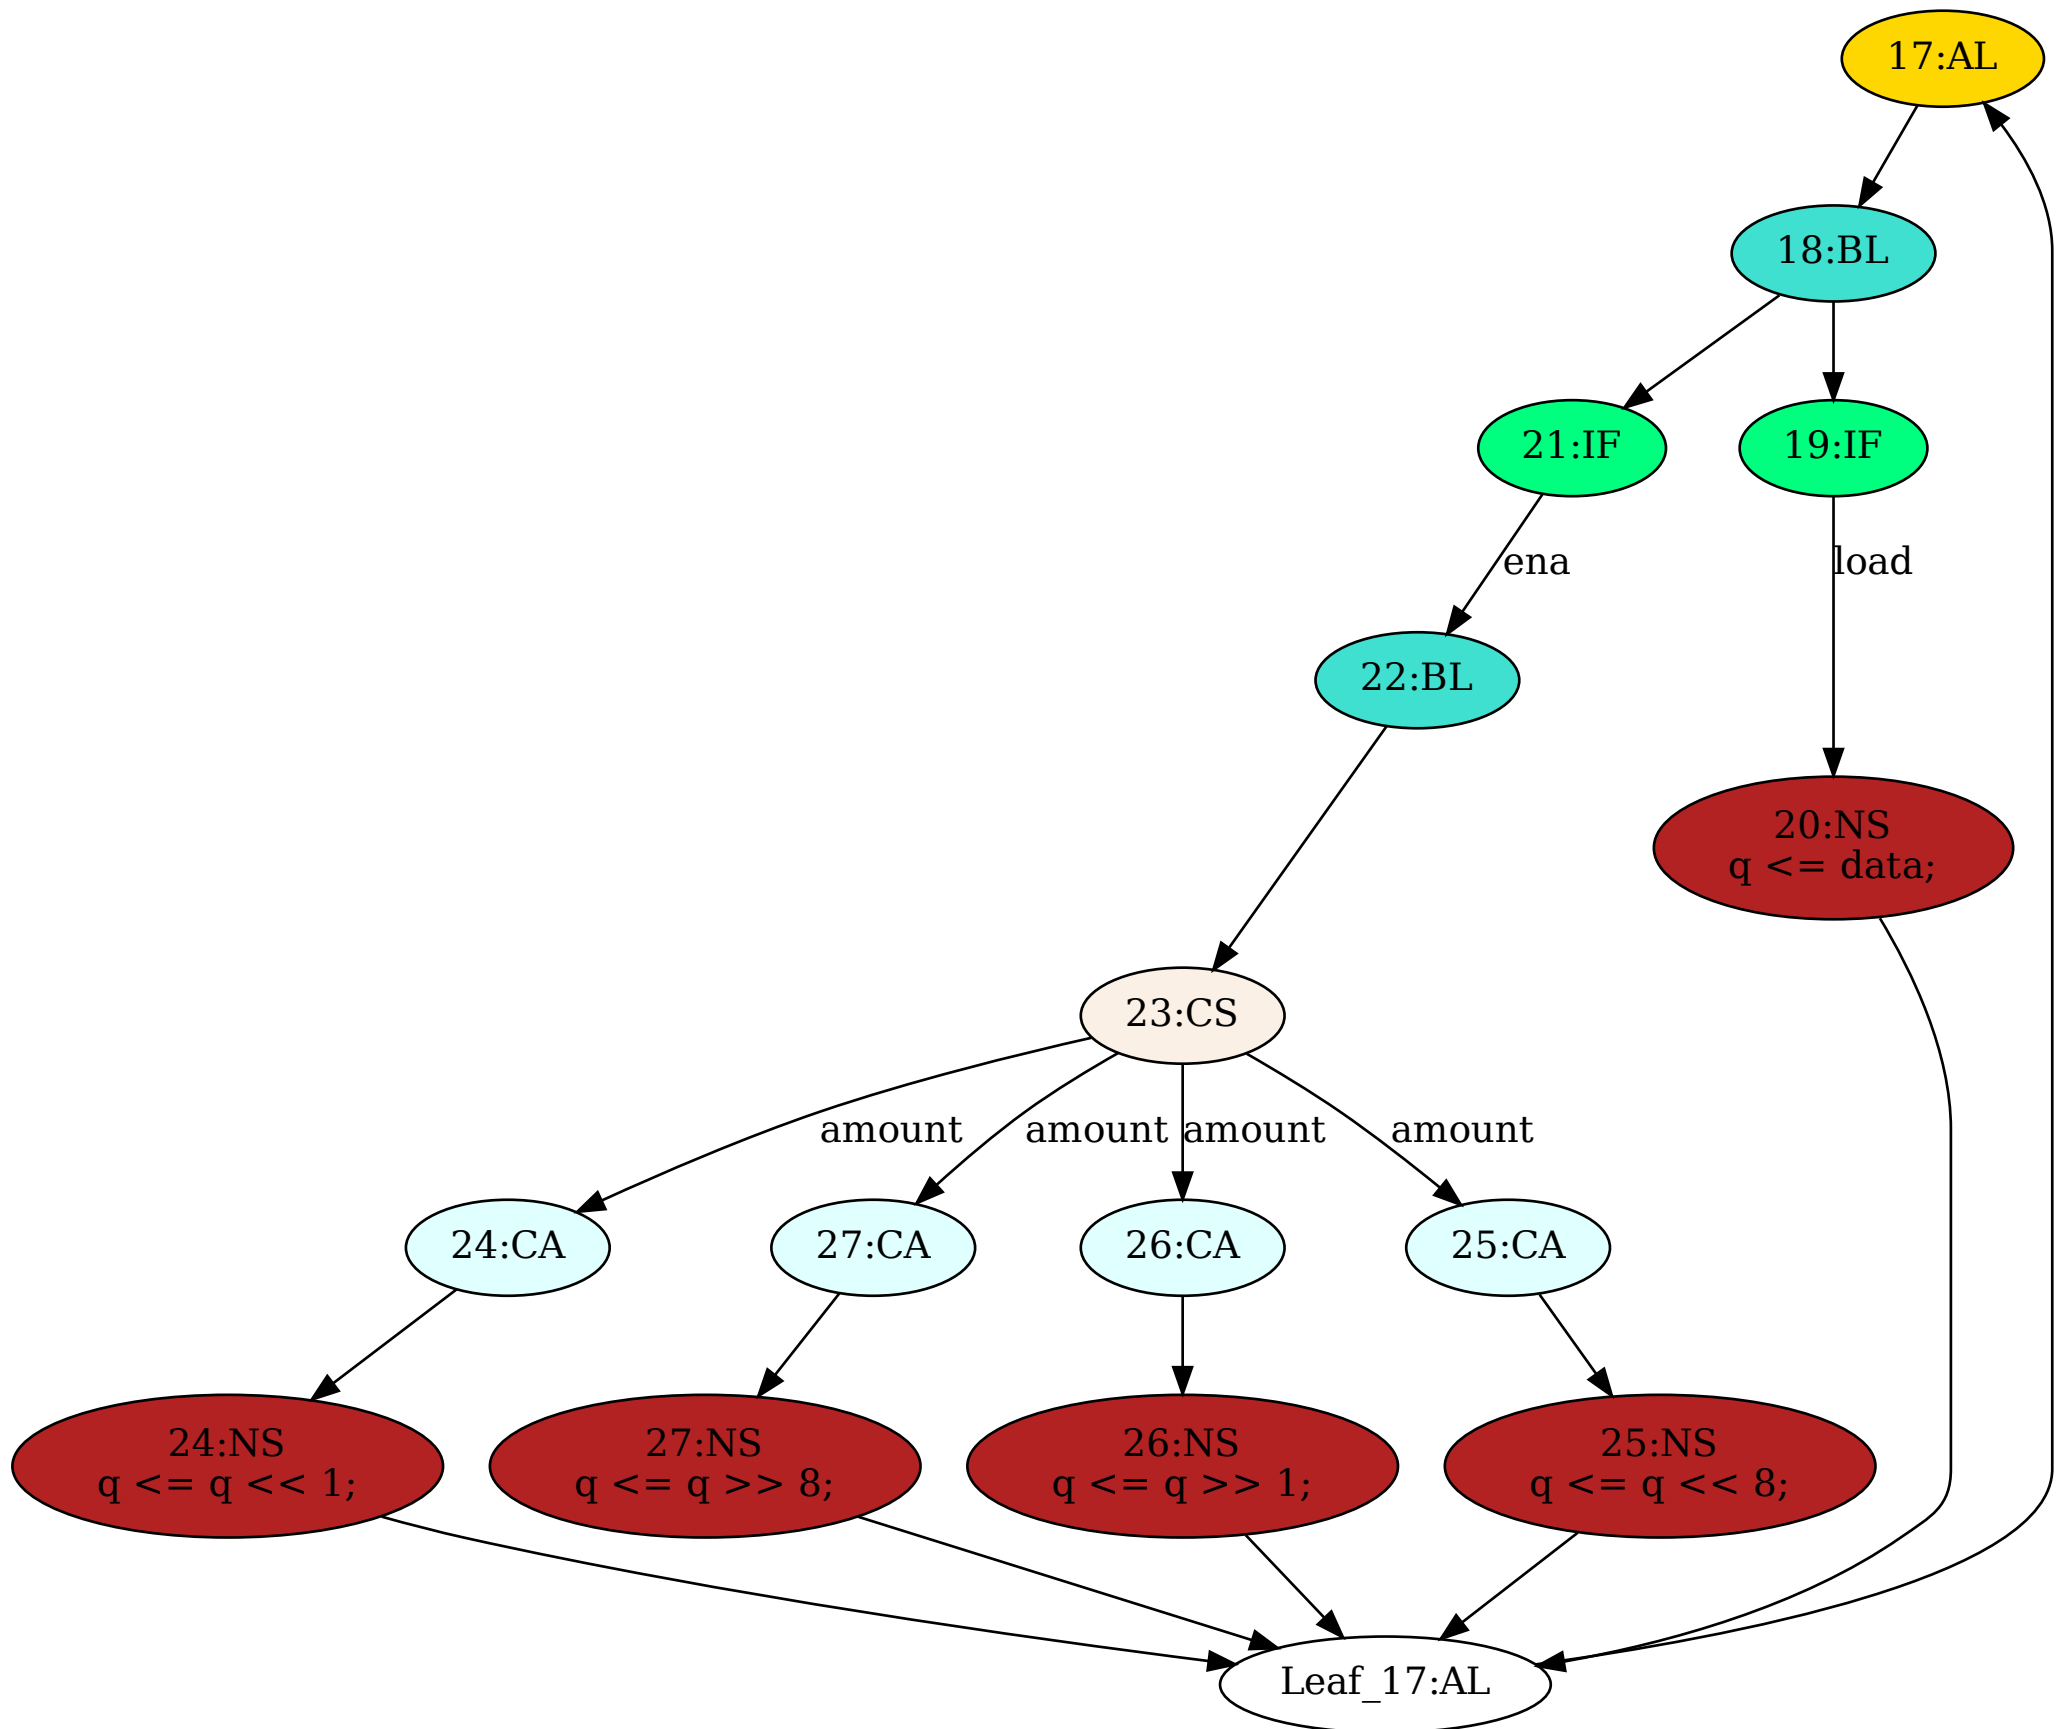 17:AL
18:BL
21:IF
19:IF
ena
load
22:BL
20:NS
q <= data;
23:CS
amount
amount
amount
amount
24:CA
27:CA
26:CA
25:CA
24:NS
q <= q << 1;
27:NS
q <= q >> 8;
26:NS
q <= q >> 1;
25:NS
q <= q << 8;
Leaf_17:AL